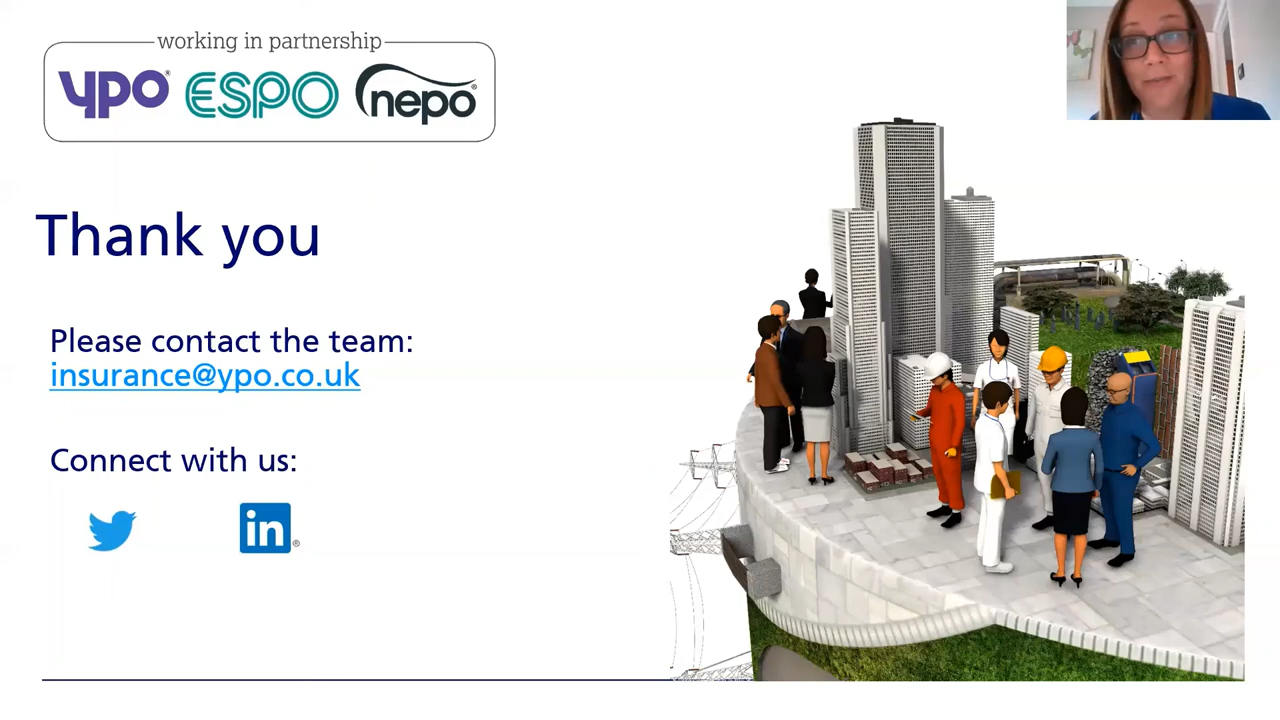 working in partnership
ypo® ESPO nepo®
Thank you
Please contact the team:
insurance@ypo.co.uk
Connect with us:
in®